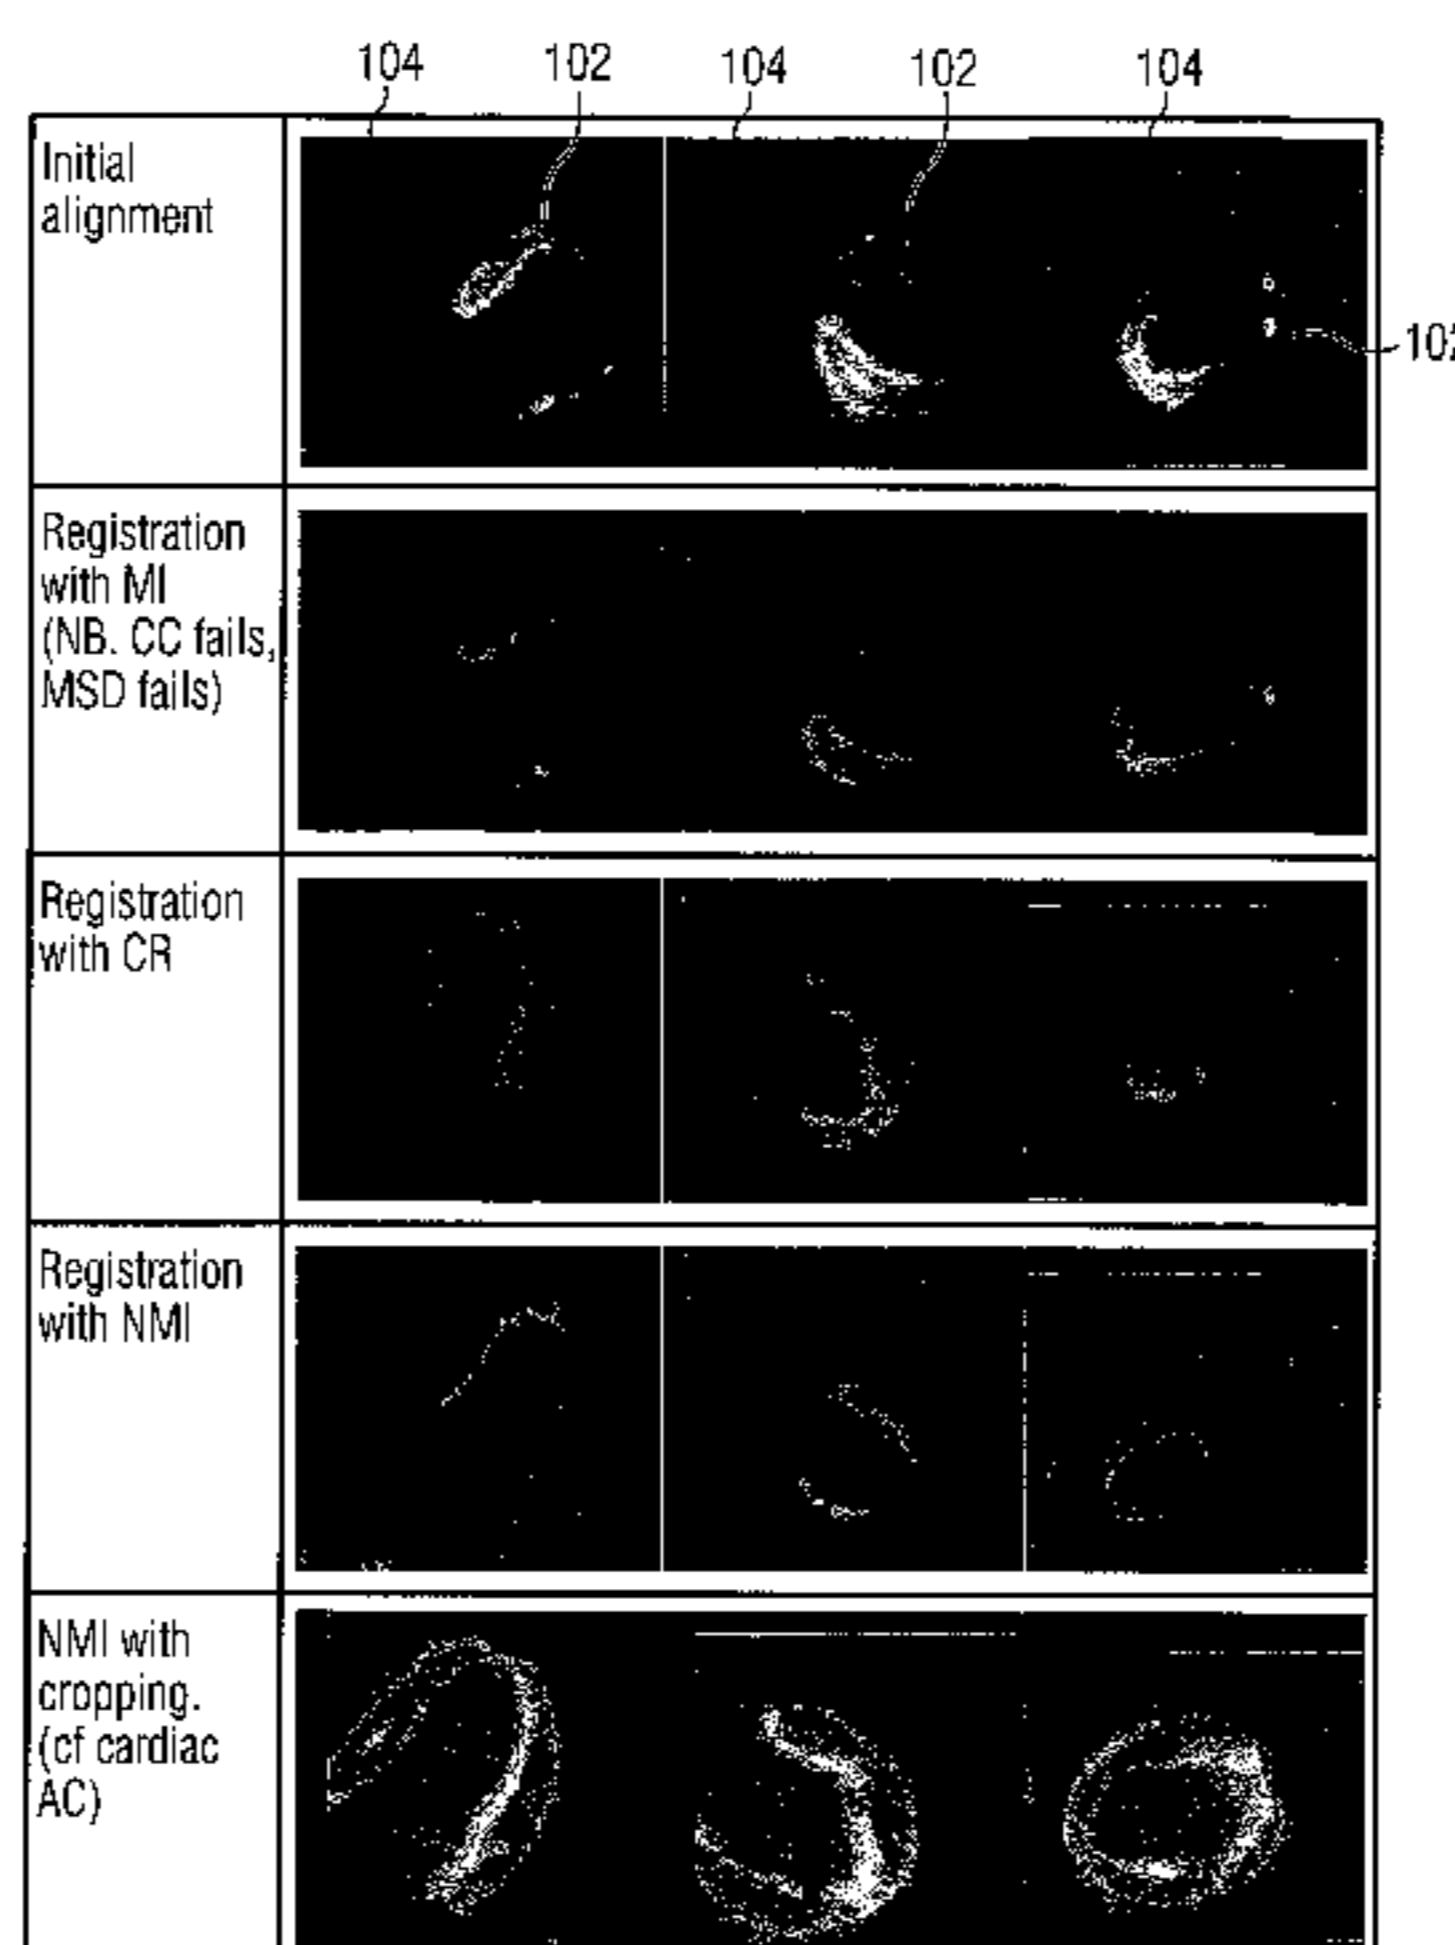 104 102 104 102 104
Initial
alignment
102
Registration
with MI
(NB. CC fails,
MSD fails)
Registration
with CR
Registration
with NMI
NMI with
cropping.
(cf cardiac
AC)